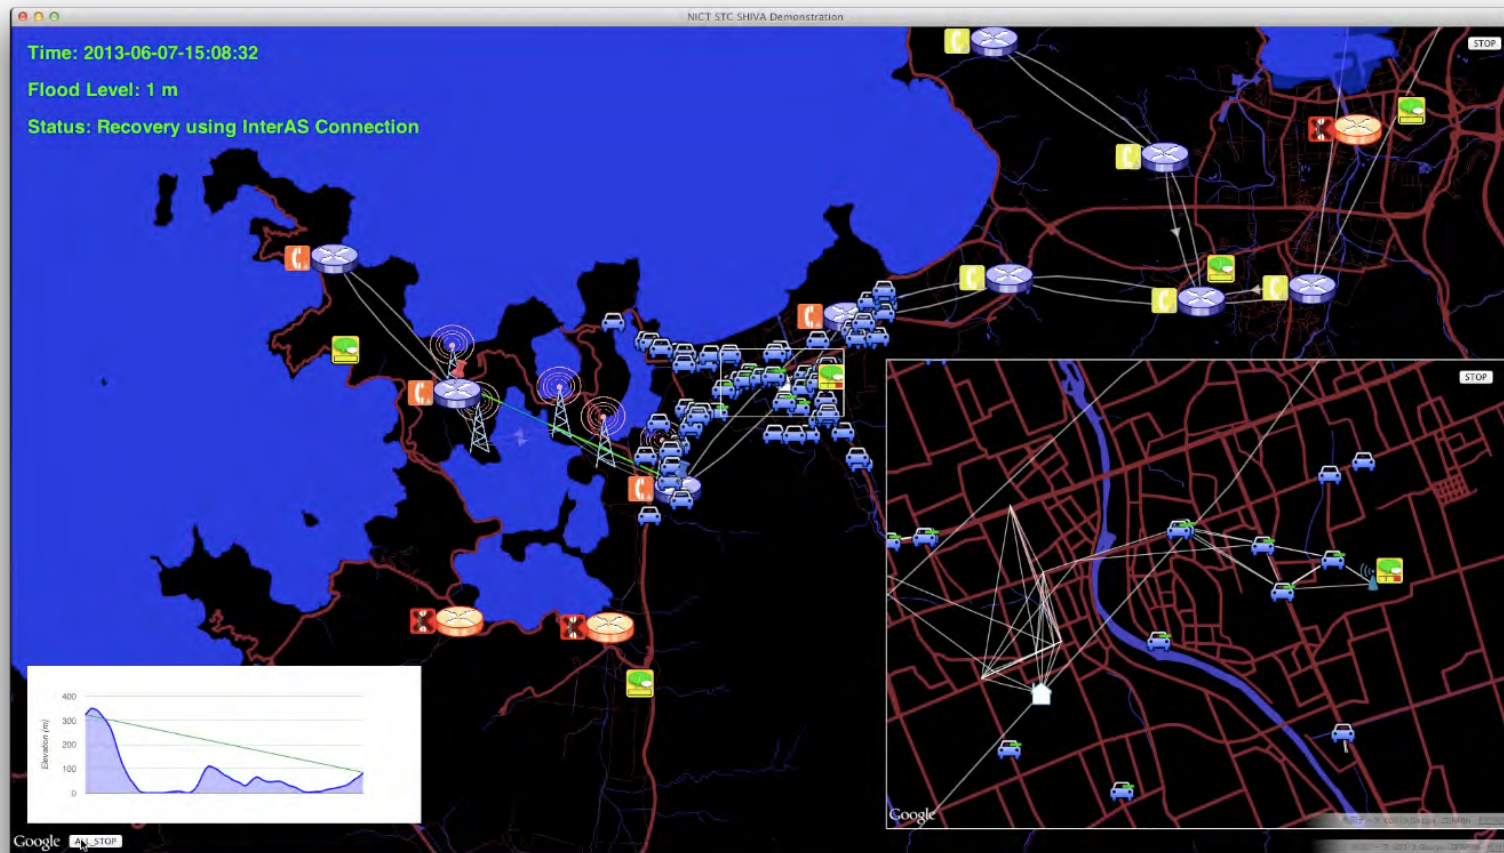 NICT STC SHIVA Demonstration
Time: 2013-06-07-15:08:32
STOP
Flood Level: 1 m
Status: Recovery using InterAS Connection
STOP
400
300
200
100
0
Elevation (m)
Google
Google
ALL_STOP